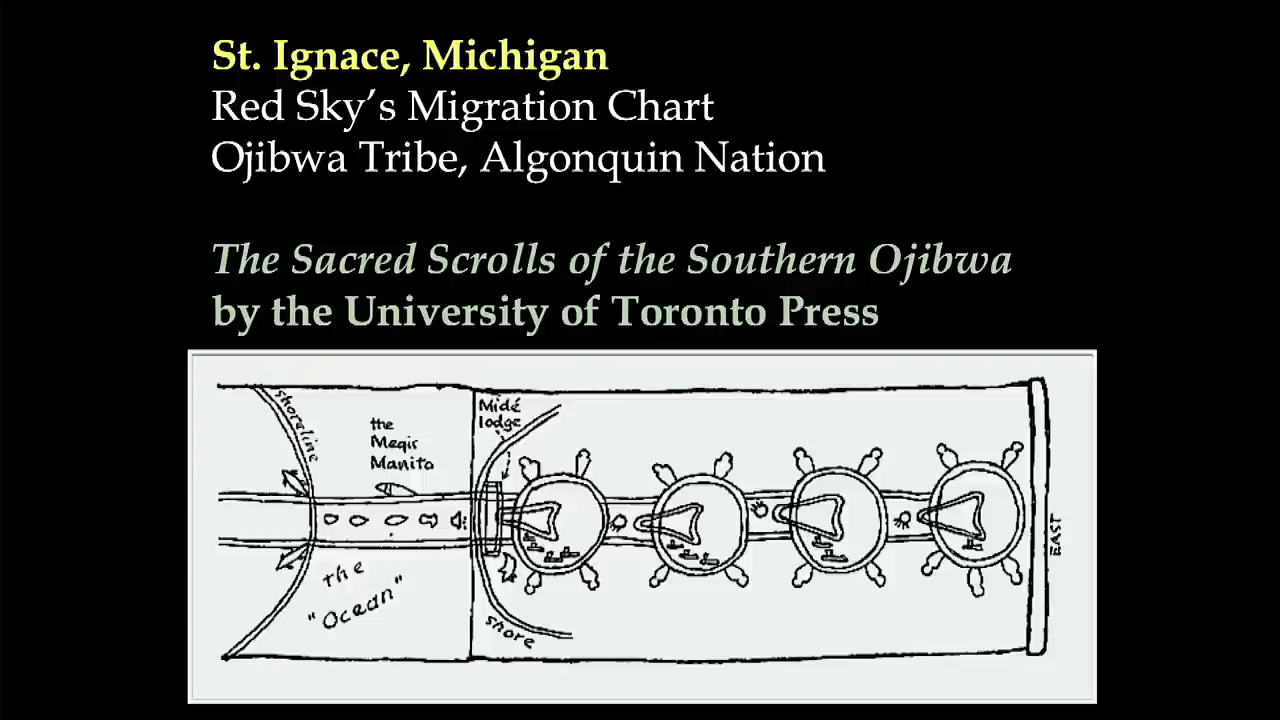 St. Ignace, Michigan
Red Sky’s Migration Chart
Ojibwa Tribe, Algonquin Nation
The Sacred Scrolls of the Southern Ojibwa
by the University of Toronto Press
shoreline
the
Megis
Manito
Midé
lodge
the
"Ocean"
shore
EAST